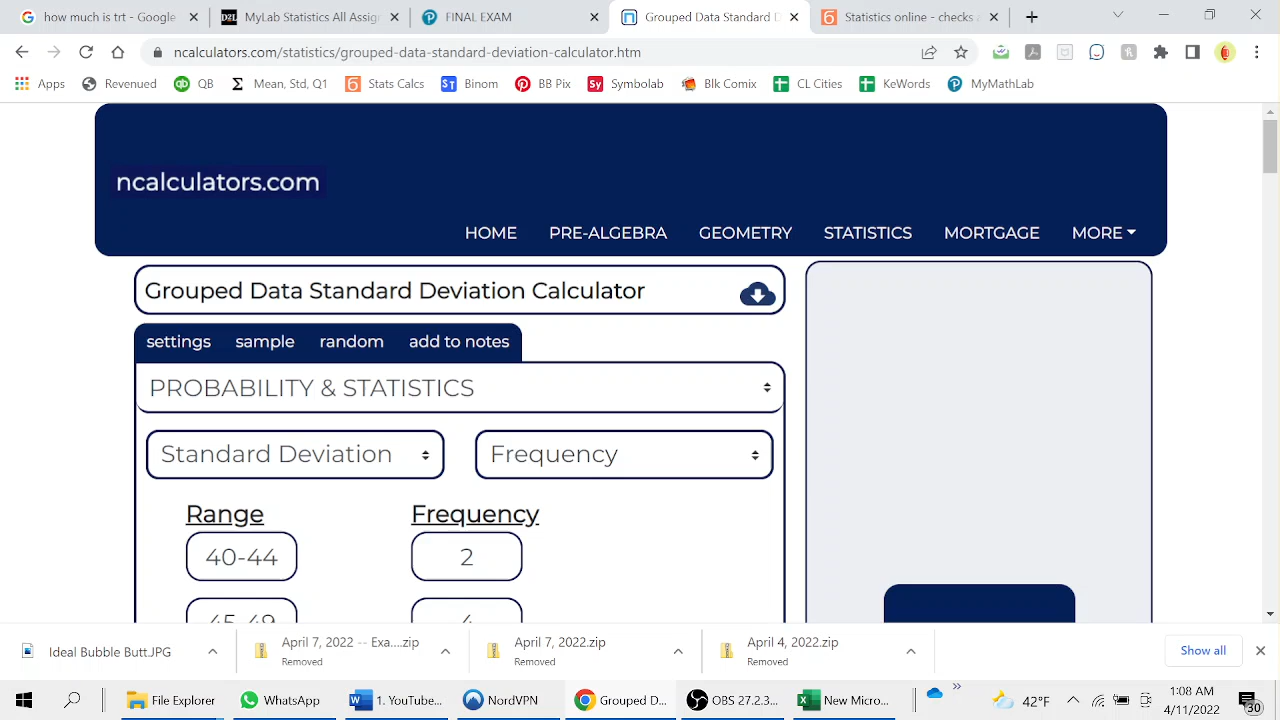 how much is tri - Google
MyLab Statistics All Assig
FINAL EXAM
Grouped Data Standard D
Statistics online - checks
ncalculators.com/statistics/grouped-data-standard-deviation-calculator.htm
Apps
Revenued
QB
Mean, Std, Q1
Stats Calcs
Binom
BB Pix
Symbolab
Blk Comix
CL Cities
KeWords
MyMathLab
ncalculators.com
HOME
PRE-ALGEBRA
GEOMETRY
STATISTICS
MORTGAGE
MORE
Grouped Data Standard Deviation Calculator
settings
sample
random
add to notes
PROBABILITY & STATISTICS
Standard Deviation
Frequency
Range
Frequency
40-44
2
45-49
4
Ideal Bubble Butt.JPG
April 7, 2022 -- Exa....zip
Removed
April 7, 2022.zip
Removed
April 4, 2022.zip
Removed
Show all
File Explorer
WhatsApp
1. YouTube...
NordVPN
Grouped D...
OBS 27.2.3...
New Micro...
42°F
1:08 AM
4/11/2022
30